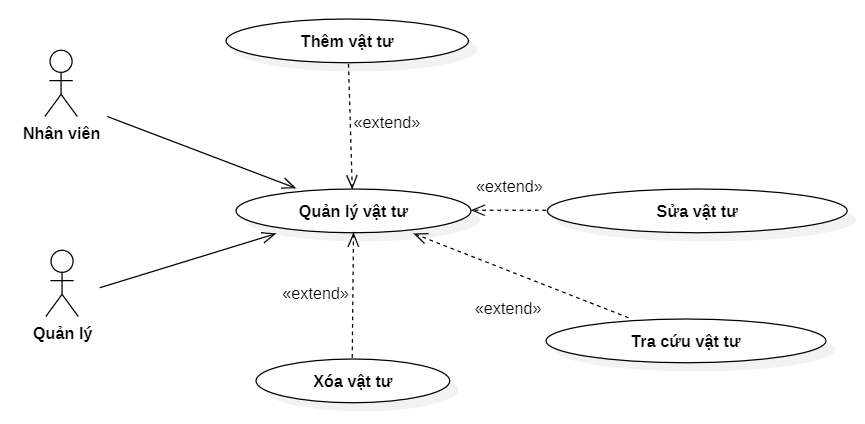 Thêm vật tư
Nhân viên
«extend»
«extend»
Quản lý vật tư
Sửa vật tư
Quản lý
«extend»
«extend»
Tra cứu vật tư
Xóa vật tư